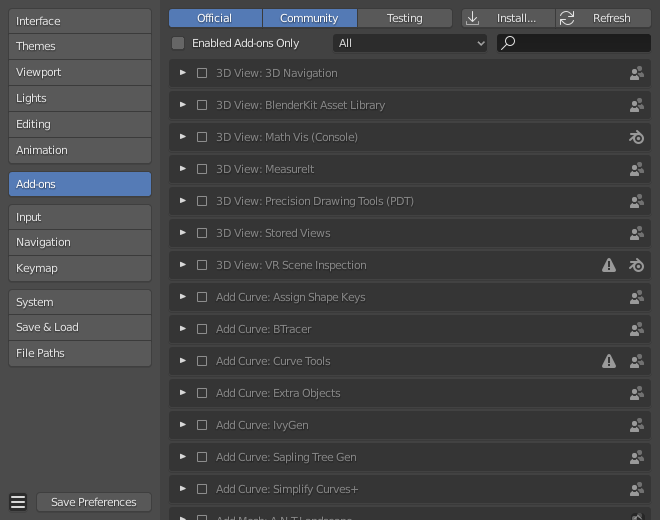 Interface
Themes
Viewport
Lights
Editing
Animation
Add-ons
Input
Navigation
Keymap
System
Save & Load
File Paths
Save Preferences
Official Community Testing Install... Refresh
Enabled Add-ons Only All
3D View: 3D Navigation
3D View: BlenderKit Asset Library
3D View: Math Vis (Console)
3D View: MeasureIt
3D View: Precision Drawing Tools (PDT)
3D View: Stored Views
3D View: VR Scene Inspection
Add Curve: Assign Shape Keys
Add Curve: BTracer
Add Curve: Curve Tools
Add Curve: Extra Objects
Add Curve: IvyGen
Add Curve: Sapling Tree Gen
Add Curve: Simplify Curves+
Add Mesh: A.N.T.Landscape